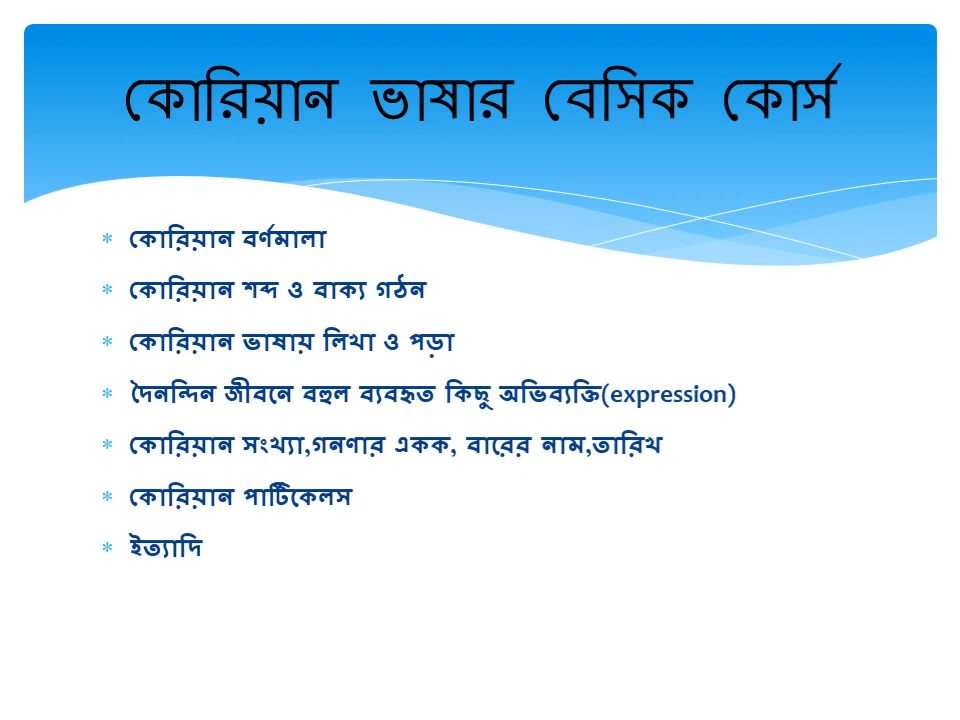 কোরিয়ান ভাষার বেসিক কোর্স
* কোরিয়ান বর্ণমালা
* কোরিয়ান শব্দ ও বাক্য গঠন
* কোরিয়ান ভাষায় লিখা ও পড়া
* দৈনন্দিন জীবনে বহুল ব্যবহৃত কিছু অভিব্যক্তি(expression)
* কোরিয়ান সংখ্যা,গননার একক, বারের নাম,তারিখ
* কোরিয়ান পার্টিকেলস
* ইত্যাদি